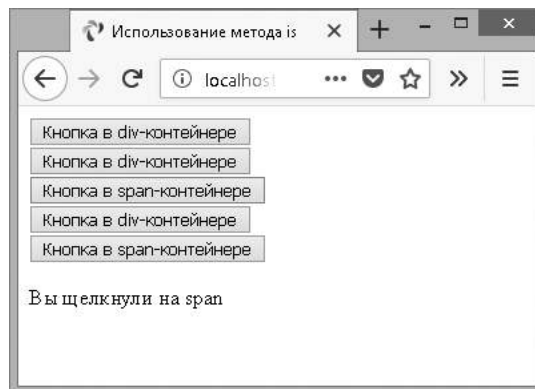 Использование метода is
localhost
Кнопка в div-контейнере
Кнопка в div-контейнере
Кнопка в span-контейнере
Кнопка в div-контейнере
Кнопка в span-контейнере
Вы щелкнули на span